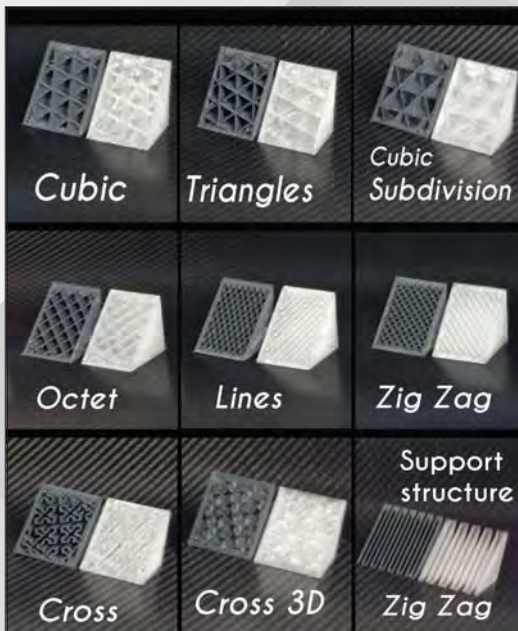 Cubic
Triangles
Cubic
Subdivision
Octet
Lines
Zig Zag
Cross
Cross 3D
Support
structure
Zig Zag